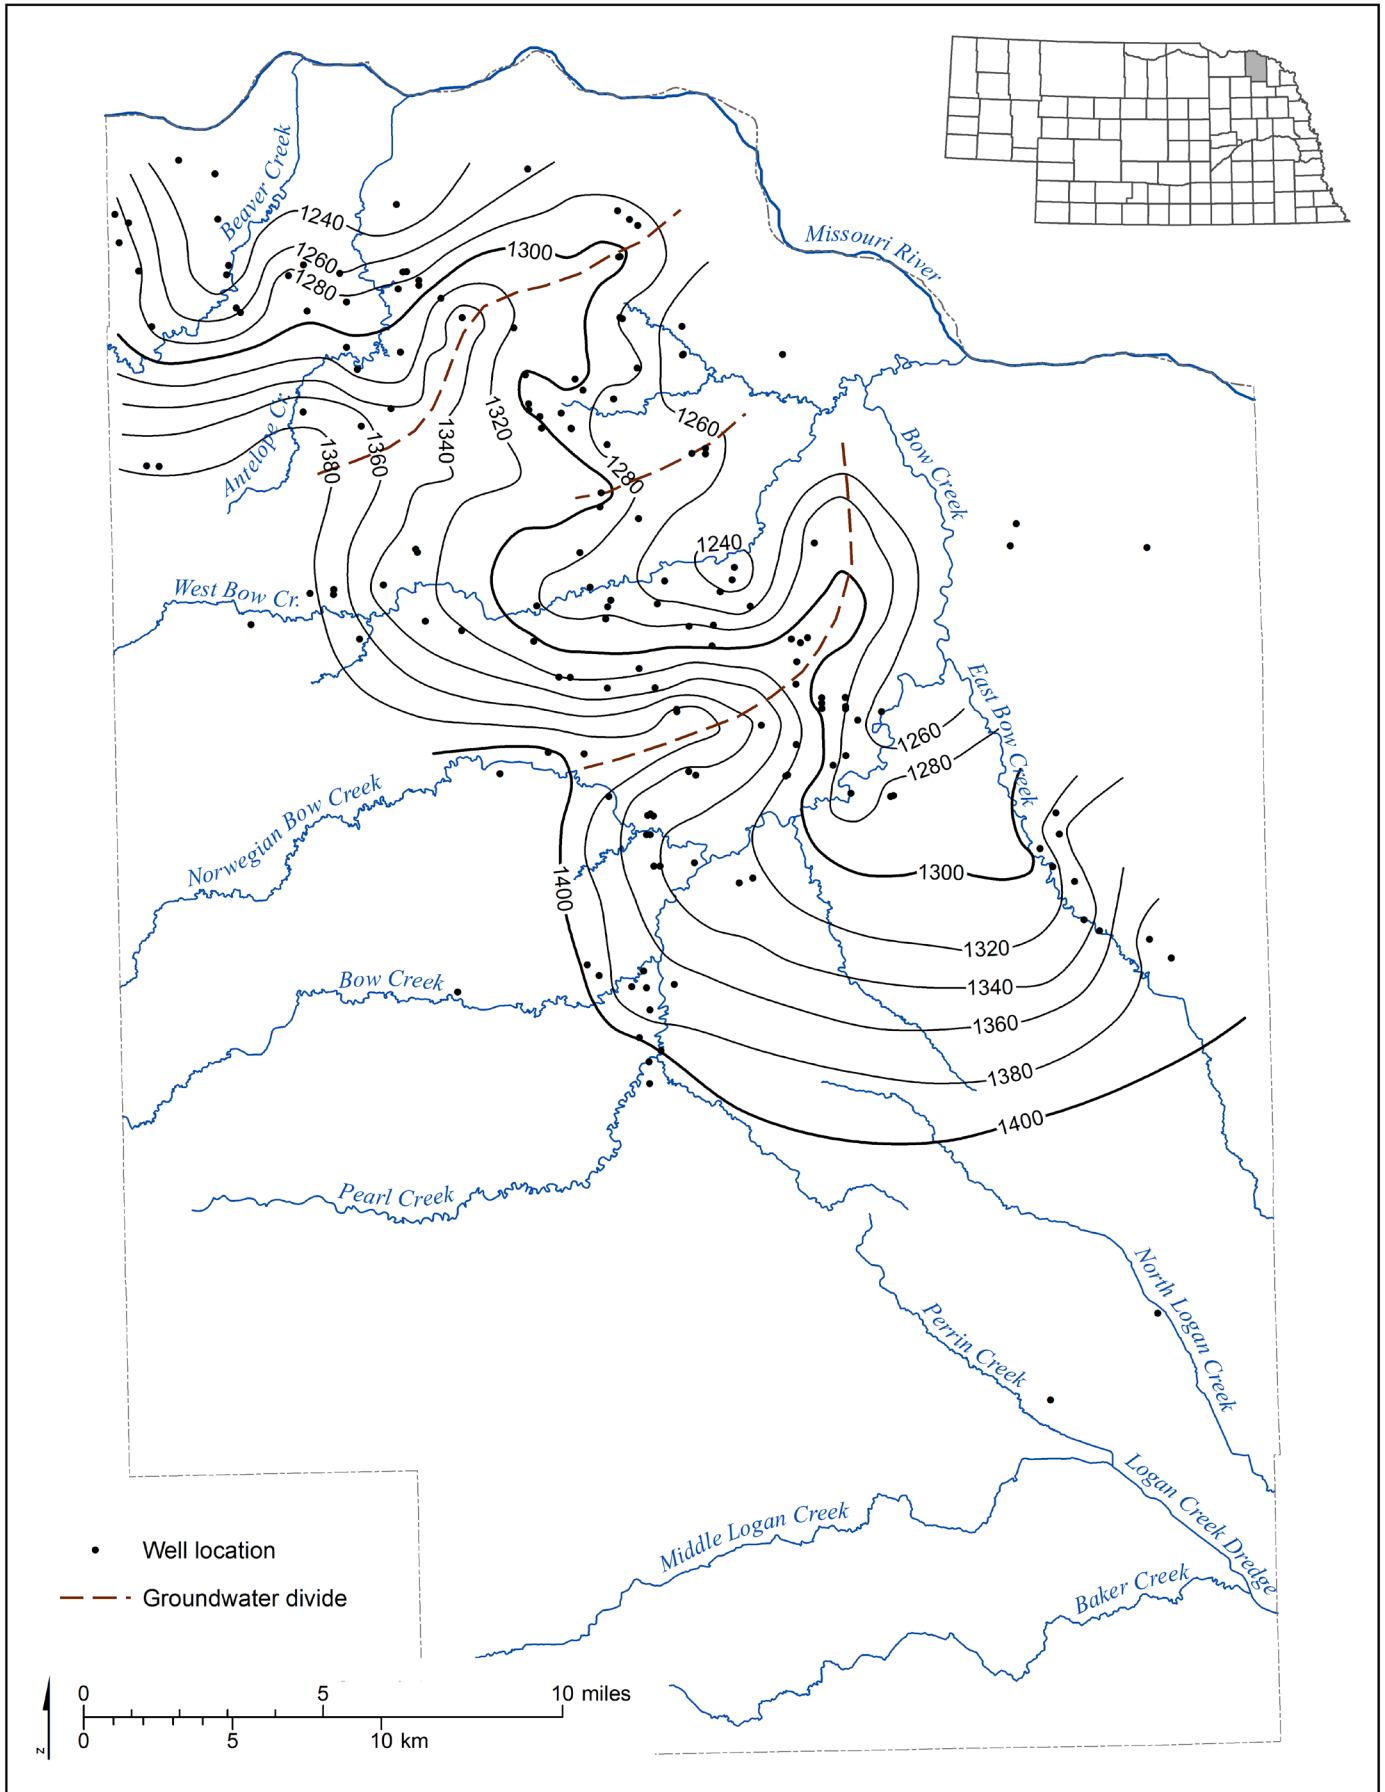 Beaver Creek
1240
1260
1280
1300
Missouri River
Antelope Cr.
1380
1360
1340
1320
1260
1280
Bow Creek
1240
West Bow Cr.
East Bow Creek
1260
1280
Norwegian Bow Creek
1400
1300
1320
Bow Creek
1340
1360
1380
1400
Pearl Creek
North Logan Creek
Perrin Creek
Logan Creek Dredge
Middle Logan Creek
Baker Creek
Well location
Groundwater divide
0 5 10 miles
0 5 10 km
N